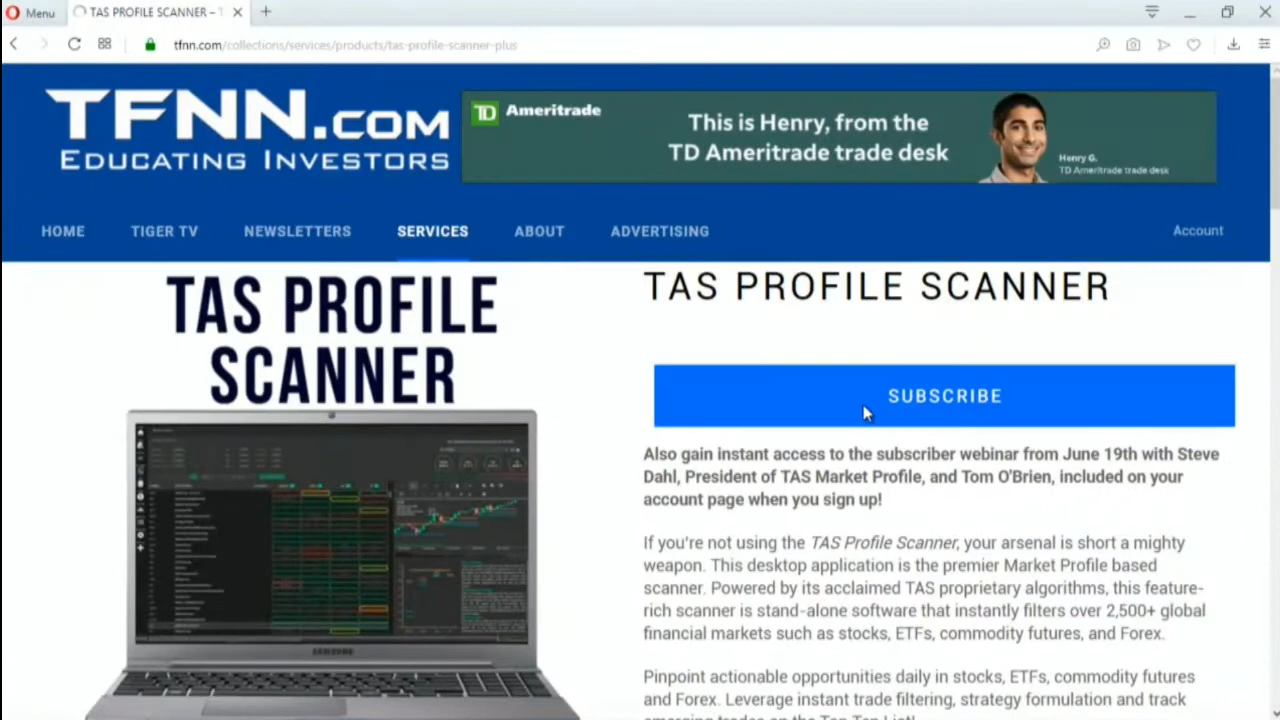 Menu
TAS PROFILE SCANNER – T
tfnn.com/collections/services/products/tas-profile-scanner-plus
TFNN.COM
EDUCATING INVESTORS
TD Ameritrade
This is Henry, from the
TD Ameritrade trade desk
Henry G.
TD Ameritrade trade desk
HOME
TIGER TV
NEWSLETTERS
SERVICES
ABOUT
ADVERTISING
Account
TAS PROFILE
SCANNER
SAMSUNG
TAS PROFILE SCANNER
SUBSCRIBE
Also gain instant access to the subscriber webinar from June 19th with Steve
Dahl, President of TAS Market Profile, and Tom O'Brien, included on your
account page when you sign up!
If you're not using the TAS Profile Scanner, your arsenal is short a mighty
weapon. This desktop application is the premier Market Profile based
scanner. Powered by its acclaimed TAS proprietary algorithms, this feature-
rich scanner is stand-alone software that instantly filters over 2,500+ global
financial markets such as stocks, ETFs, commodity futures, and Forex.
Pinpoint actionable opportunities daily in stocks, ETFs, commodity futures
and Forex. Leverage instant trade filtering, strategy formulation and track
emerging trades on the Top Ten List!